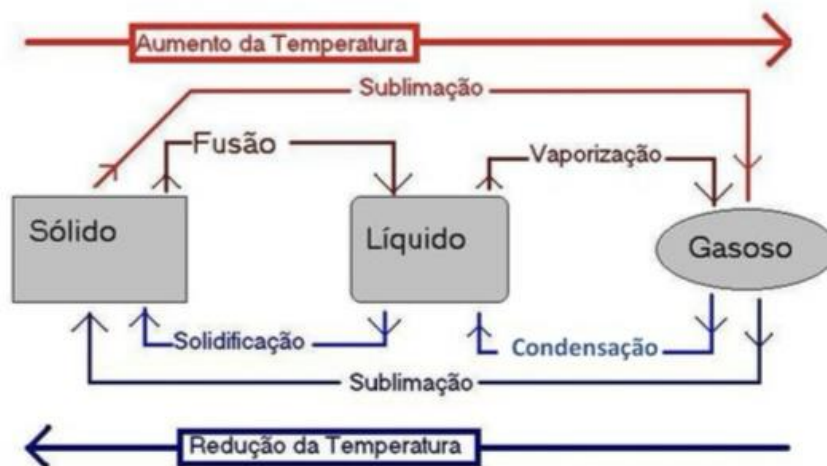 Aumento da Temperatura
Sublimação
Fusão
Vaporização
Sólido
Líquido
Gasoso
Solidificação
Condensação
Sublimação
Redução da Temperatura